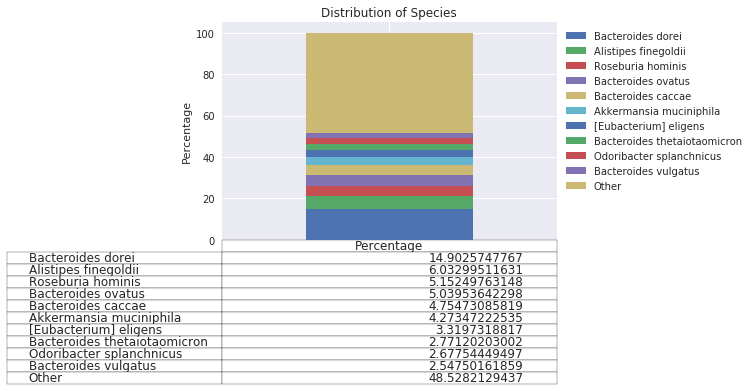 Distribution of Species
100
80
60
40
20
0
Percentage
Bacteroides dorei
Alistipes finegoldii
Roseburia hominis
Bacteroides ovatus
Bacteroides caccae
Akkermansia muciniphila
[Eubacterium] eligens
Bacteroides thetaiotaomicron
Odoribacter splanchnicus
Bacteroides vulgatus
Other
Percentage
Bacteroides dorei 14.9025747767
Alistipes finegoldii 6.03299511631
Roseburia hominis 5.15249763148
Bacteroides ovatus 5.03953642298
Bacteroides caccae 4.75473085819
Akkermansia muciniphila 4.27347222535
[Eubacterium] eligens 3.3197318817
Bacteroides thetaiotaomicron 2.77120203002
Odoribacter splanchnicus 2.67754449497
Bacteroides vulgatus 2.54750161859
Other 48.5282129437